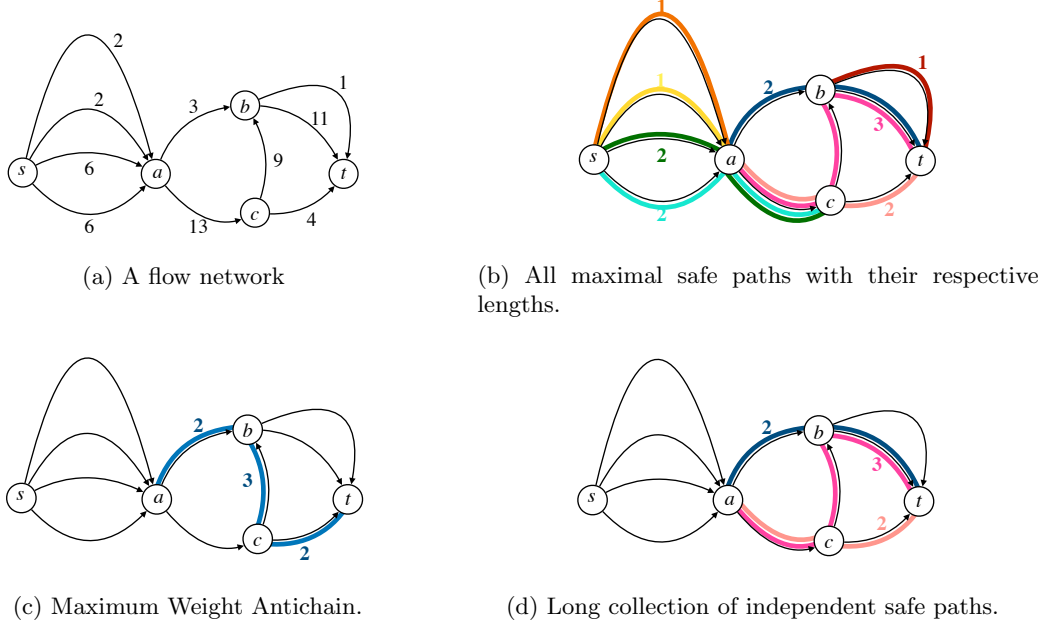 2
2
6
6
3
13
9
1
11
4
s
a
b
c
t
(a) A flow network
1
1
2
2
2
1
3
2
s
a
b
c
t
(b) All maximal safe paths with their respective
lengths.
2
3
2
s
a
b
c
t
(c) Maximum Weight Antichain.
2
3
2
s
a
b
c
t
(d) Long collection of independent safe paths.